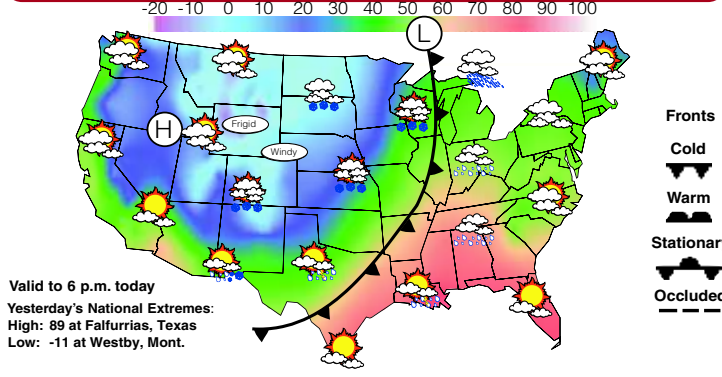 -20 -10 0 10 20 30 40 50 60 70 80 90 100
L
H
Frigid
Windy
Fronts
Cold
Warm
Stationar
Occluded
Valid to 6 p.m. today
Yesterday's National Extremes:
High: 89 at Falfurrias, Texas
Low: -11 at Westby, Mont.